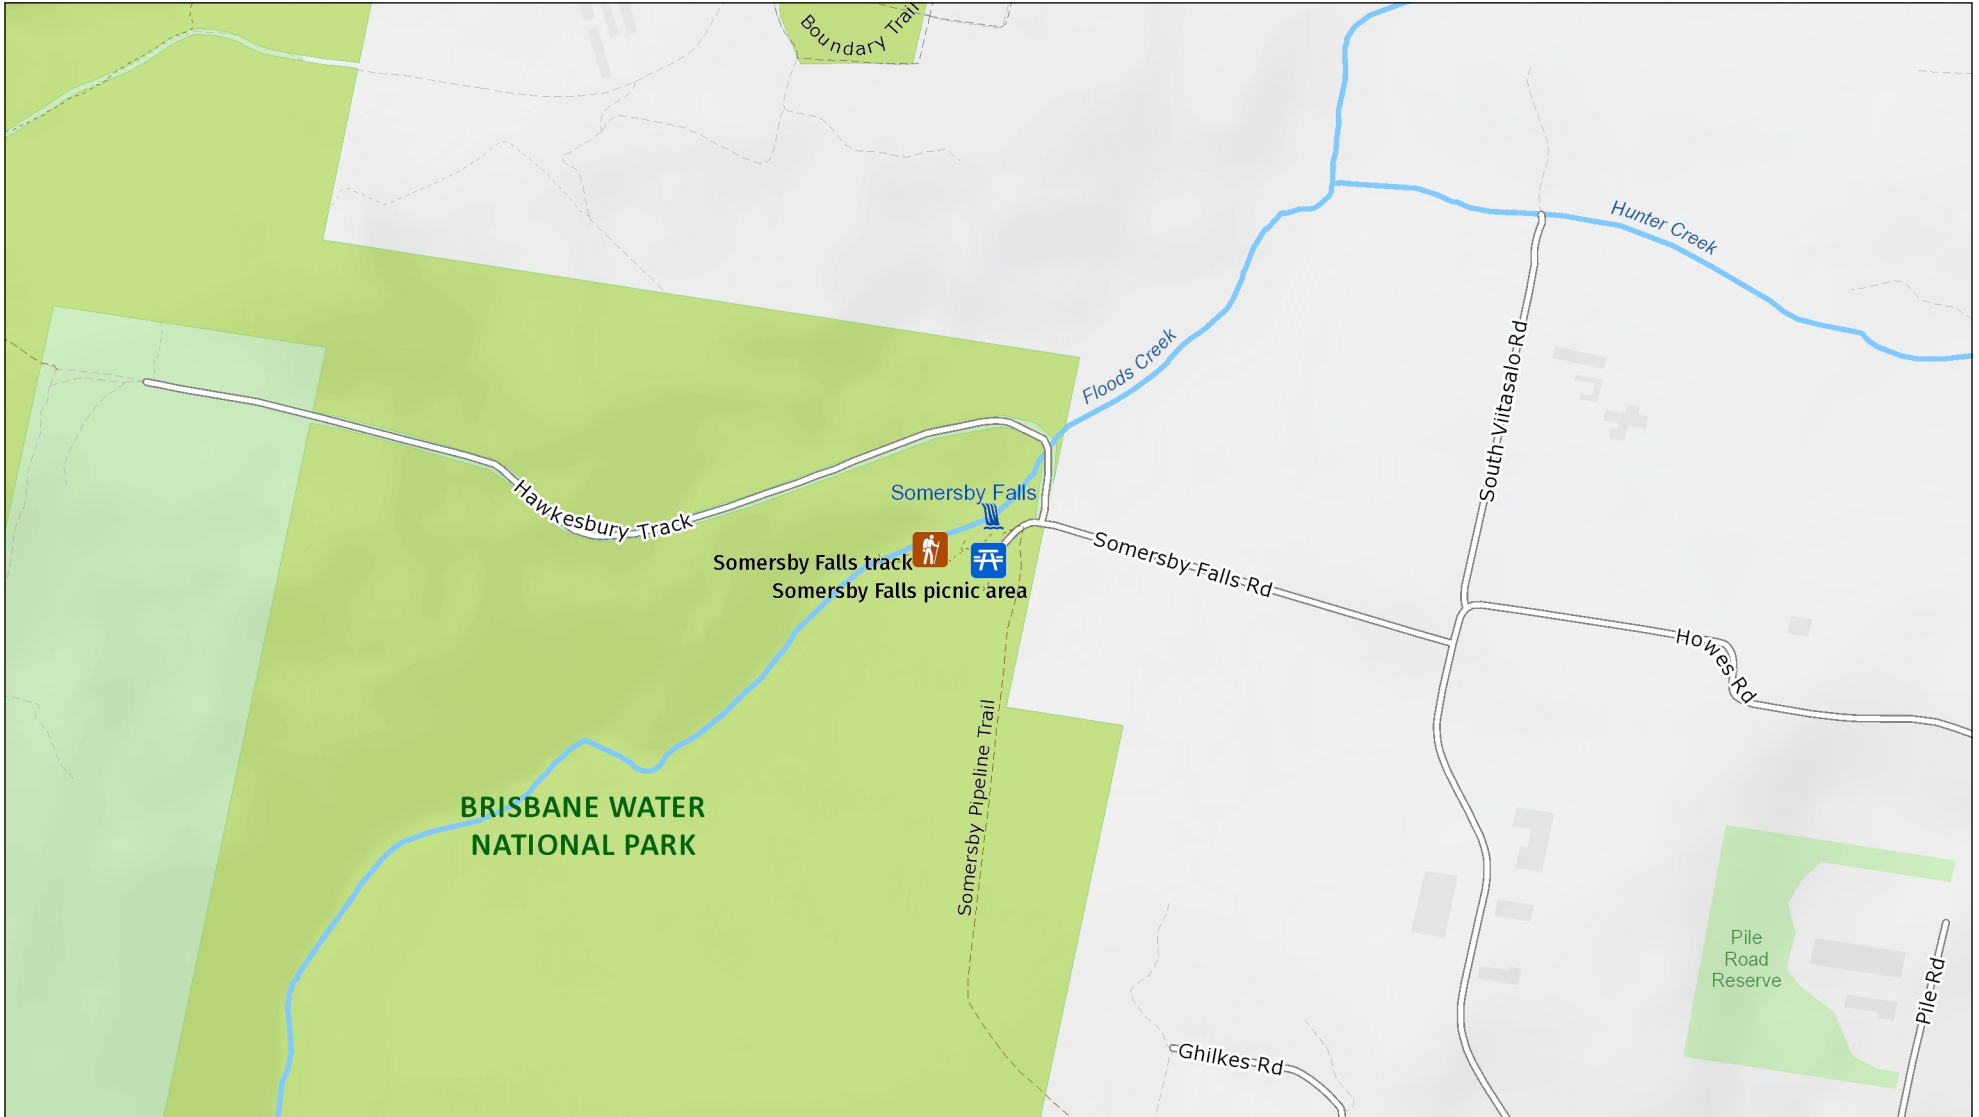 Boundary Trail
Hunter Creek
Floods Creek
South Viitasalo Rd
Somersby Falls
Hawkesbury Track
Somersby Falls track
Somersby Falls Rd
Somersby Falls picnic area
Howes Rd
Somersby Pipeline Trail
BRISBANE WATER
NATIONAL PARK
Pile
Road
Reserve
Pile Rd
Ghilkes Rd